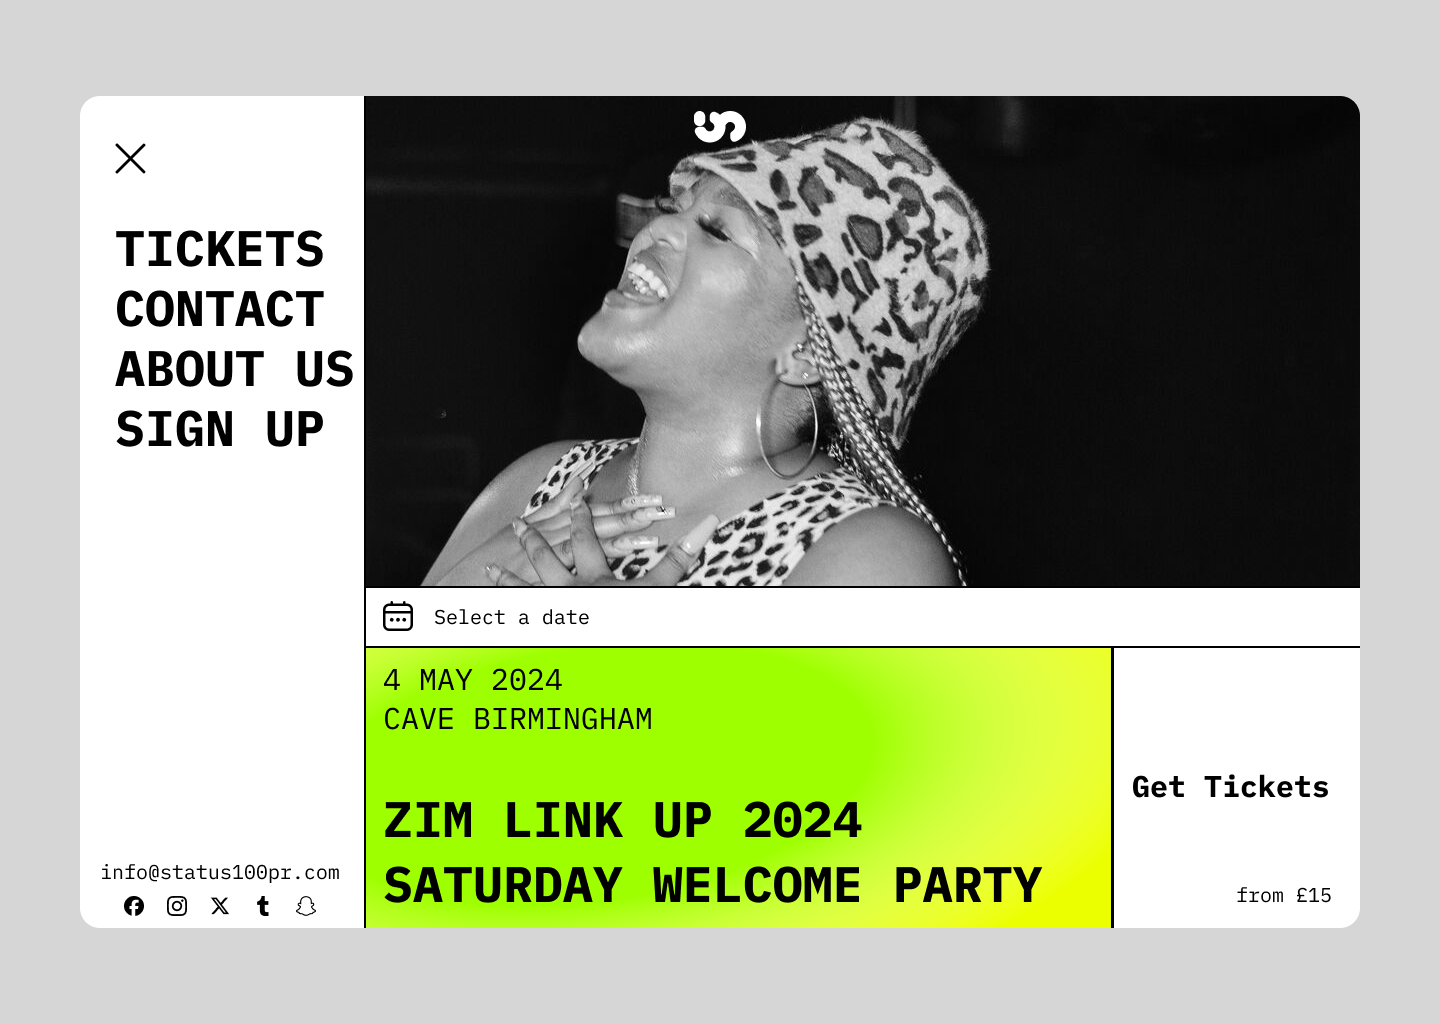 TICKETS
CONTACT
ABOUT US
SIGN UP
info@status100pr.com
Select a date
4 MAY 2024
CAVE BIRMINGHAM
ZIM LINK UP 2024
SATURDAY WELCOME PARTY
Get Tickets
from £15